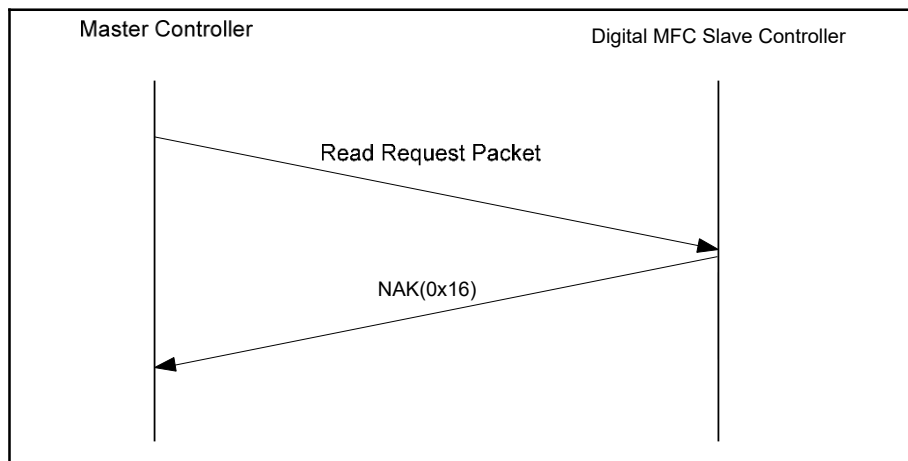 Master Controller
Digital MFC Slave Controller
Read Request Packet
NAK(0x16)